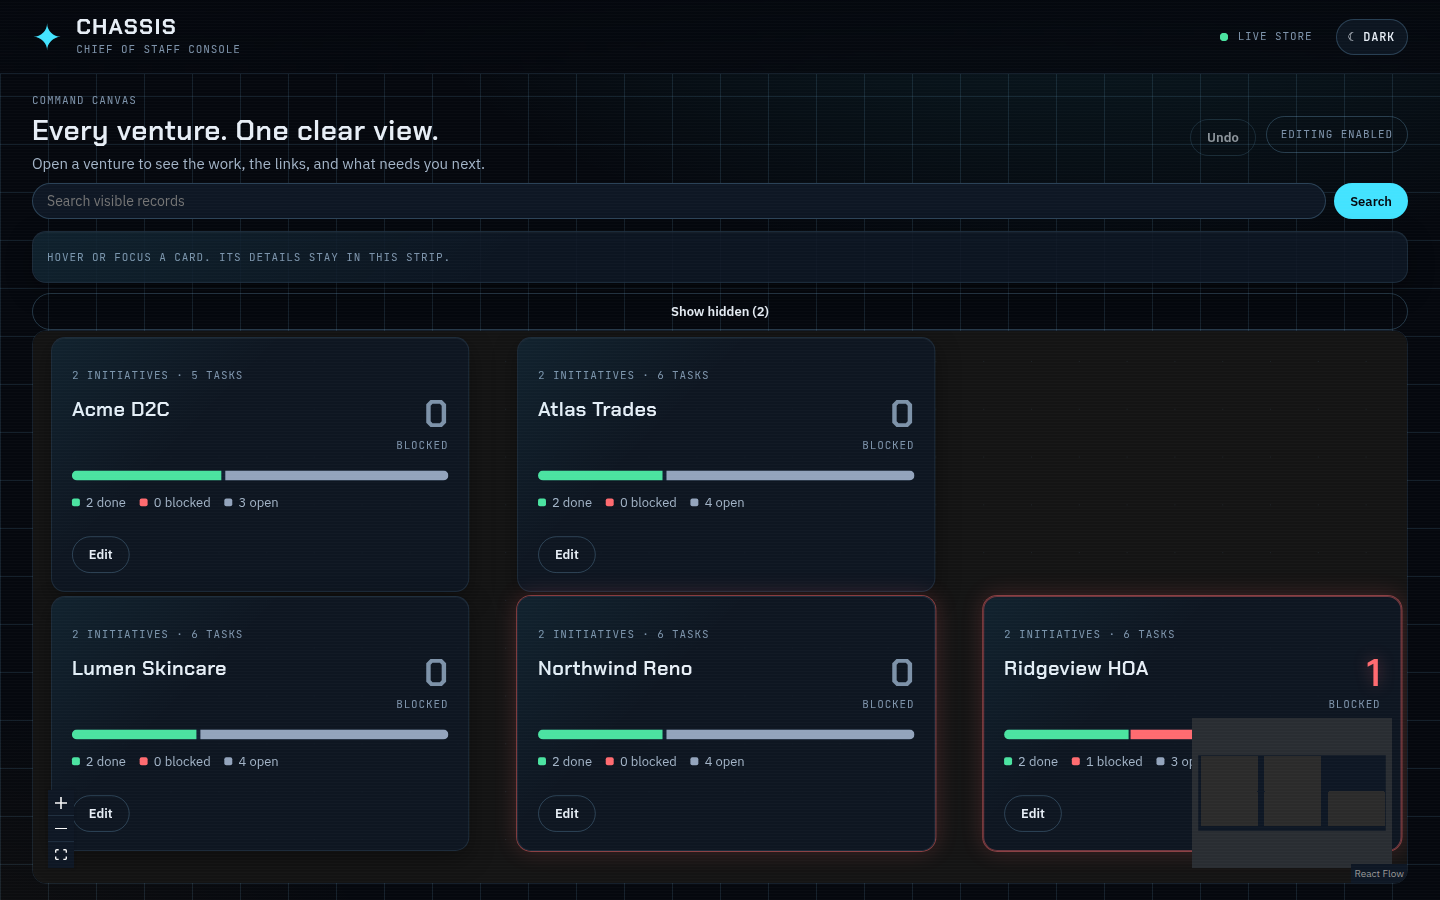 CHASSIS
CHIEF OF STAFF CONSOLE
LIVE STORE
☾ DARK
COMMAND CANVAS
Every venture. One clear view.
Open a venture to see the work, the links, and what needs you next.
Undo
EDITING ENABLED
Search visible records
Search
HOVER OR FOCUS A CARD. ITS DETAILS STAY IN THIS STRIP.
Show hidden (2)
2 INITIATIVES · 5 TASKS
Acme D2C
0
BLOCKED
2 done 0 blocked 3 open
Edit
2 INITIATIVES · 6 TASKS
Atlas Trades
0
BLOCKED
2 done 0 blocked 4 open
Edit
2 INITIATIVES · 6 TASKS
Lumen Skincare
0
BLOCKED
2 done 0 blocked 4 open
Edit
2 INITIATIVES · 6 TASKS
Northwind Reno
0
BLOCKED
2 done 0 blocked 4 open
Edit
2 INITIATIVES · 6 TASKS
Ridgeview HOA
1
BLOCKED
2 done 1 blocked 3
Edit
React Flow